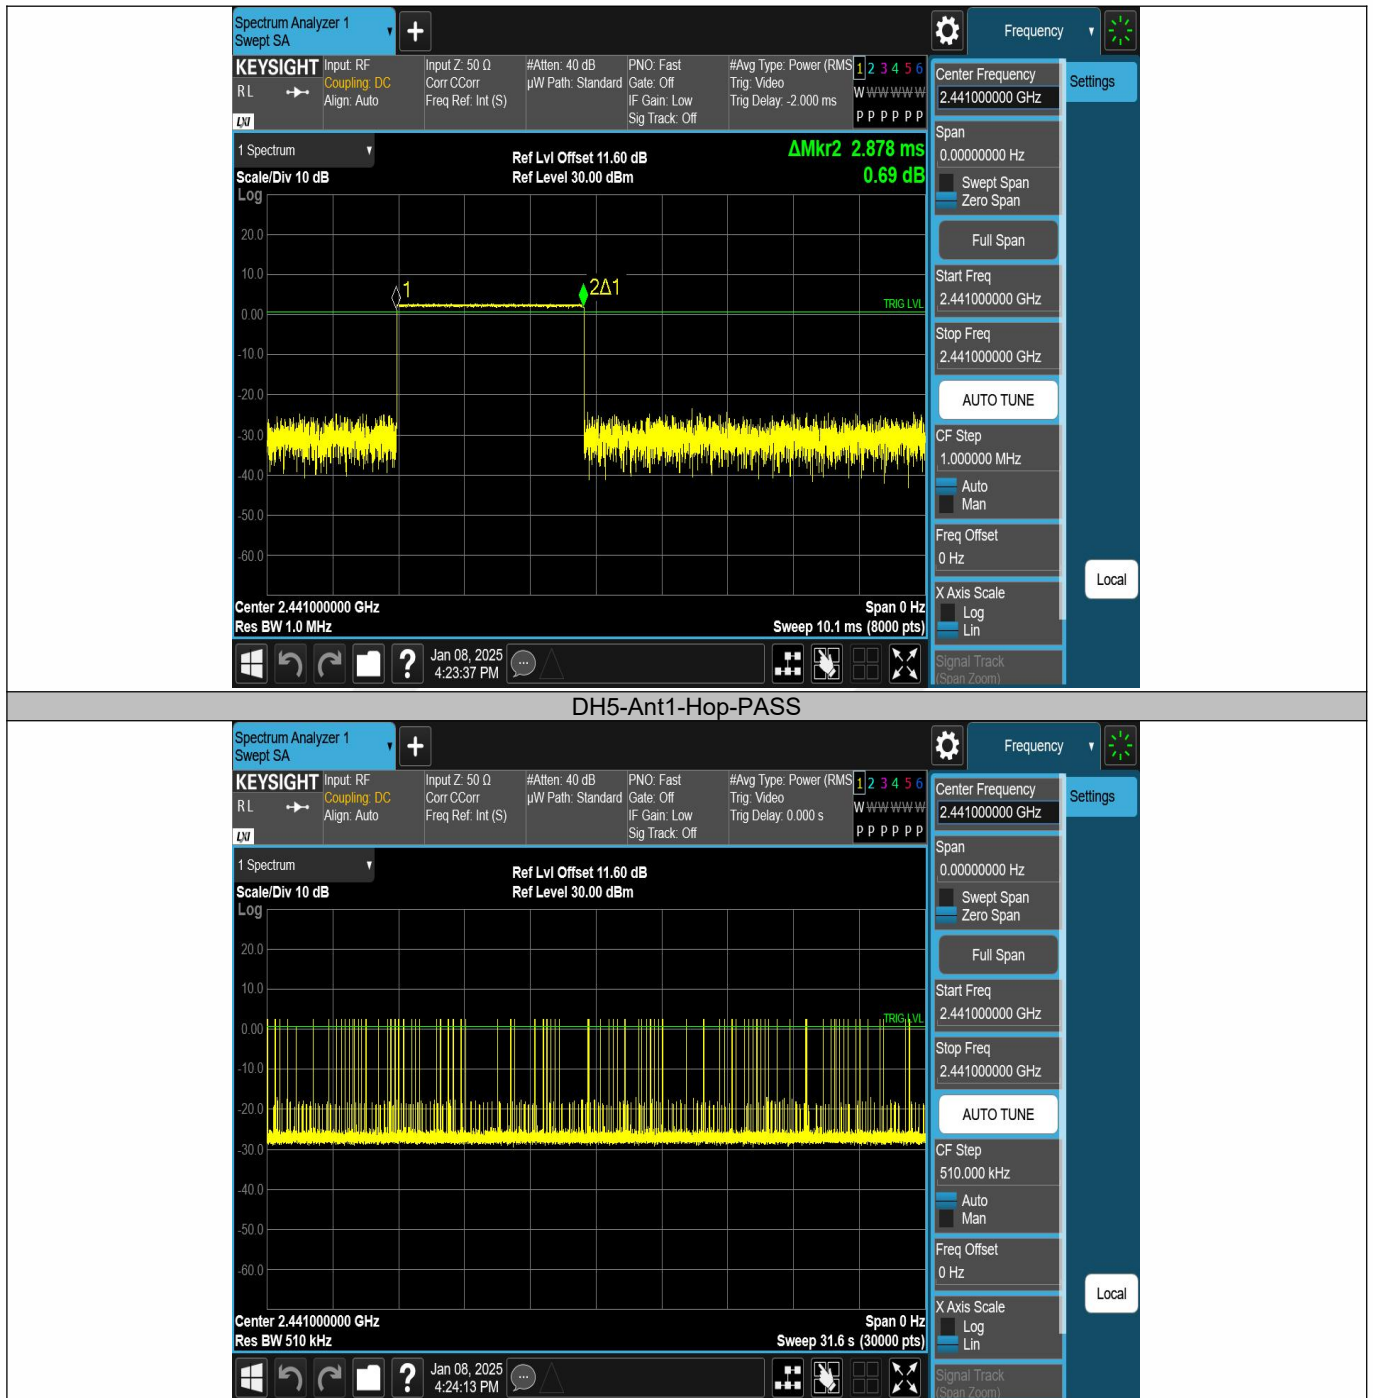 Spectrum Analyzer 1
Swept SA
Frequency
KEYSIGHT
RL
LXI
Input: RF
Coupling: DC
Align: Auto
Input Z: 50 Ω
Corr CCorr
Freq Ref: Int (S)
#Atten: 40 dB
µW Path: Standard
PNO: Fast
Gate: Off
IF Gain: Low
Sig Track: Off
#Avg Type: Power (RMS
Trig: Video
Trig Delay: -2.000 ms
1 2 3 4 5 6
W W W W W W
P P P P P P
1 Spectrum
Scale/Div 10 dB
Ref Lvl Offset 11.60 dB
Ref Level 30.00 dBm
ΔMkr2 2.878 ms
0.69 dB
Log
20.0
10.0
0.00
-10.0
-20.0
-30.0
-40.0
-50.0
-60.0
1
2Δ1
TRIG LVL
Center 2.441000000 GHz
Res BW 1.0 MHz
Span 0 Hz
Sweep 10.1 ms (8000 pts)
Jan 08, 2025
4:23:37 PM
Center Frequency
2.441000000 GHz
Settings
Span
0.00000000 Hz
Swept Span
Zero Span
Full Span
Start Freq
2.441000000 GHz
Stop Freq
2.441000000 GHz
AUTO TUNE
CF Step
1.000000 MHz
Auto
Man
Freq Offset
0 Hz
Local
X Axis Scale
Log
Lin
Signal Track
(Span Zoom)
DH5-Ant1-Hop-PASS
Spectrum Analyzer 1
Swept SA
Frequency
KEYSIGHT
RL
LXI
Input: RF
Coupling: DC
Align: Auto
Input Z: 50 Ω
Corr CCorr
Freq Ref: Int (S)
#Atten: 40 dB
µW Path: Standard
PNO: Fast
Gate: Off
IF Gain: Low
Sig Track: Off
#Avg Type: Power (RMS
Trig: Video
Trig Delay: 0.000 s
1 2 3 4 5 6
W W W W W W
P P P P P P
1 Spectrum
Scale/Div 10 dB
Ref Lvl Offset 11.60 dB
Ref Level 30.00 dBm
Log
20.0
10.0
0.00
-10.0
-20.0
-30.0
-40.0
-50.0
-60.0
TRIG LVL
Center 2.441000000 GHz
Res BW 510 kHz
Span 0 Hz
Sweep 31.6 s (30000 pts)
Jan 08, 2025
4:24:13 PM
Center Frequency
2.441000000 GHz
Settings
Span
0.00000000 Hz
Swept Span
Zero Span
Full Span
Start Freq
2.441000000 GHz
Stop Freq
2.441000000 GHz
AUTO TUNE
CF Step
510.000 kHz
Auto
Man
Freq Offset
0 Hz
Local
X Axis Scale
Log
Lin
Signal Track
(Span Zoom)